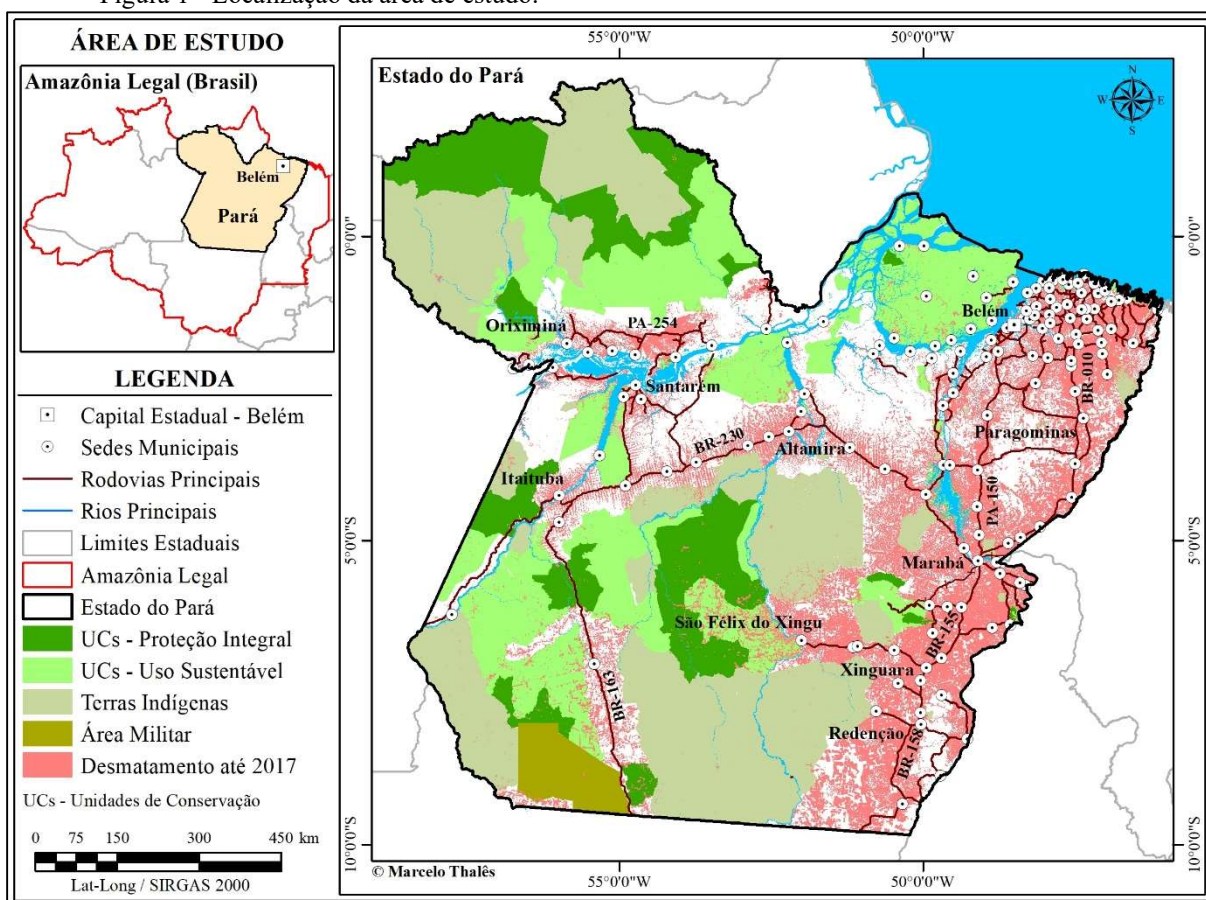 Figura 1 - Localização da área de estudo.
ÁREA DE ESTUDO
Amazônia Legal (Brasil)
Belém
Pará
LEGENDA
Capital Estadual - Belém
Sedes Municipais
Rodovias Principais
Rios Principais
Limites Estaduais
Amazônia Legal
Estado do Pará
UCs - Proteção Integral
UCs - Uso Sustentável
Terras Indígenas
Área Militar
Desmatamento até 2017
UCs - Unidades de Conservação
0 75 150 300 450 km
Lat-Long / SIRGAS 2000
55°0'0"W 50°0'0"W
Estado do Pará
N
W E
S
0°0'0" 0°0'0"
Oriximiná
PA-254
Belém
BR-010
Santarém
Paragominas
BR-230
Altamira
Itaituba
PA-150
5°0'0"S 5°0'0"S
Marabá
São Félix do Xingu
BR-155
Xinguara
BR-163
Redenção
BR-158
10°0'0"S 10°0'0"S
© Marcelo Thalês
55°0'0"W 50°0'0"W